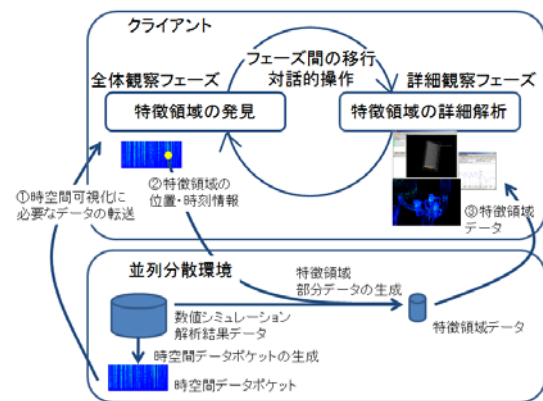 クライアント
フェーズ間の移行
対話的操作
全体観察フェーズ
詳細観察フェーズ
特徴領域の発見
特徴領域の詳細解析
①時空間可視化に
必要なデータの転送
②特徴領域の
位置・時刻情報
③特徴領域
データ
並列分散環境
特徴領域
部分データの生成
数値シミュレーション
解析結果データ
特徴領域データ
時空間データポケットの生成
時空間データポケット